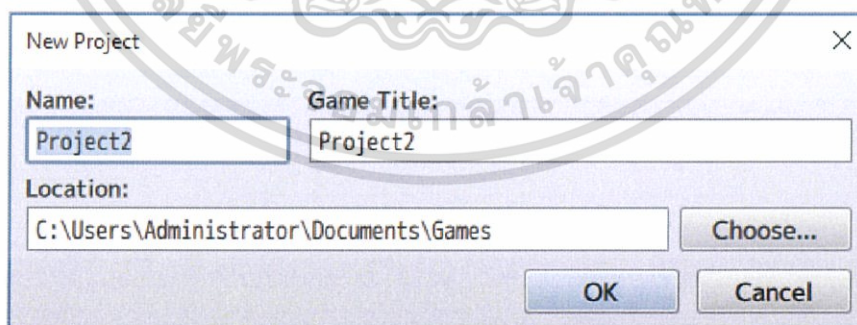 New Project
Name: Game Title:
Project2 Project2
Location:
C:\Users\Administrator\Documents\Games Choose...
OK Cancel